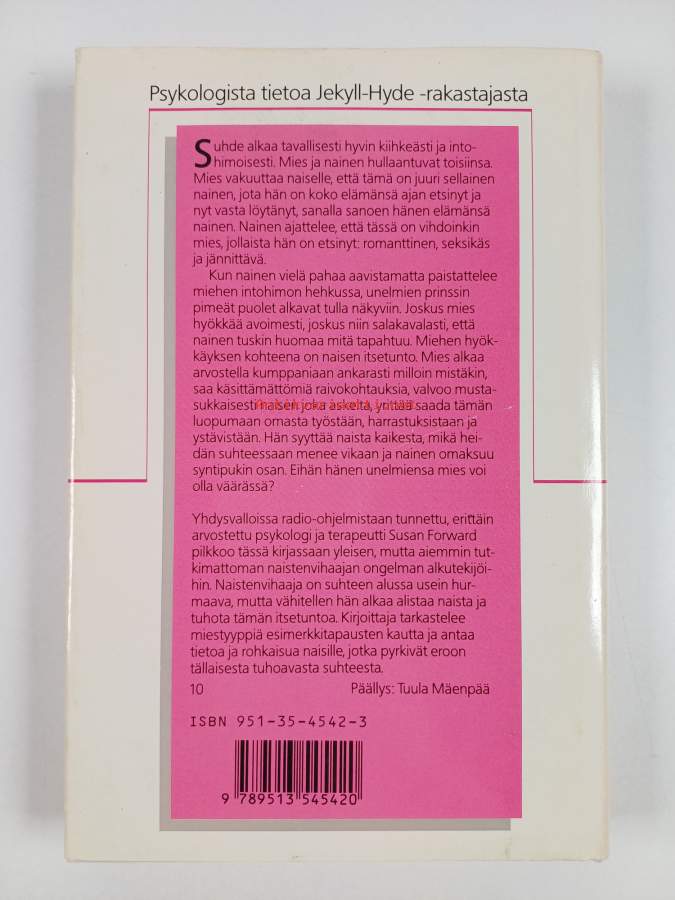 Psykologista tietoa Jekyll-Hyde -rakastajasta
Suhde alkaa tavallisesti hyvin kiihkeästi ja into-
himoisesti. Mies ja nainen hullaantuvat toisiinsa.
Mies vakuuttaa naiselle, että tämä on juuri sellainen
nainen, jota hän on koko elämänsä ajan etsinyt ja
nyt vasta löytänyt, sanalla sanoen hänen elämänsä
nainen. Nainen ajattelee, että tässä on vihdoinkin
mies, jollaista hän on etsinyt: romanttinen, seksikäs
ja jännittävä.
Kun nainen vielä pahaa aavistamatta paistattelee
miehen intohimon hehkussa, unelmien prinssin
pimeät puolet alkavat tulla näkyviin. Joskus mies
hyökkää avoimesti, joskus niin salakavalasti, että
nainen tuskin huomaa mitä tapahtuu. Miehen hyök-
käyksen kohteena on naisen itsetunto. Mies alkaa
arvostella kumppaniaan ankarasti milloin mistäkin,
saa käsittämättömiä raivokohtauksia, valvoo musta-
sukkaisesti naisen joka askelta, yrittää saada tämän
luopumaan omasta työstään, harrastuksistaan ja
ystävistään. Hän syyttää naista kaikesta, mikä hei-
dän suhteessaan menee vikaan ja nainen omaksuu
syntipukin osan. Eihän hänen unelmiensa mies voi
olla väärässä?
Yhdysvalloissa radio-ohjelmistaan tunnettu, erittäin
arvostettu psykologi ja terapeutti Susan Forward
pilkkoo tässä kirjassaan yleisen, mutta aiemmin tut-
kimattoman naistenvihaajan ongelman alkutekijöi-
hin. Naistenvihaaja on suhteen alussa usein hur-
maava, mutta vähitellen hän alkaa alistaa naista ja
tuhota tämän itsetuntoa. Kirjoittaja tarkastelee
miestyyppiä esimerkkitapausten kautta ja antaa
tietoa ja rohkaisua naisille, jotka pyrkivät eroon
tällaisesta tuhoavasta suhteesta.
10 Päällys: Tuula Mäenpää
ISBN 951-35-4542-3
9 789513 545420